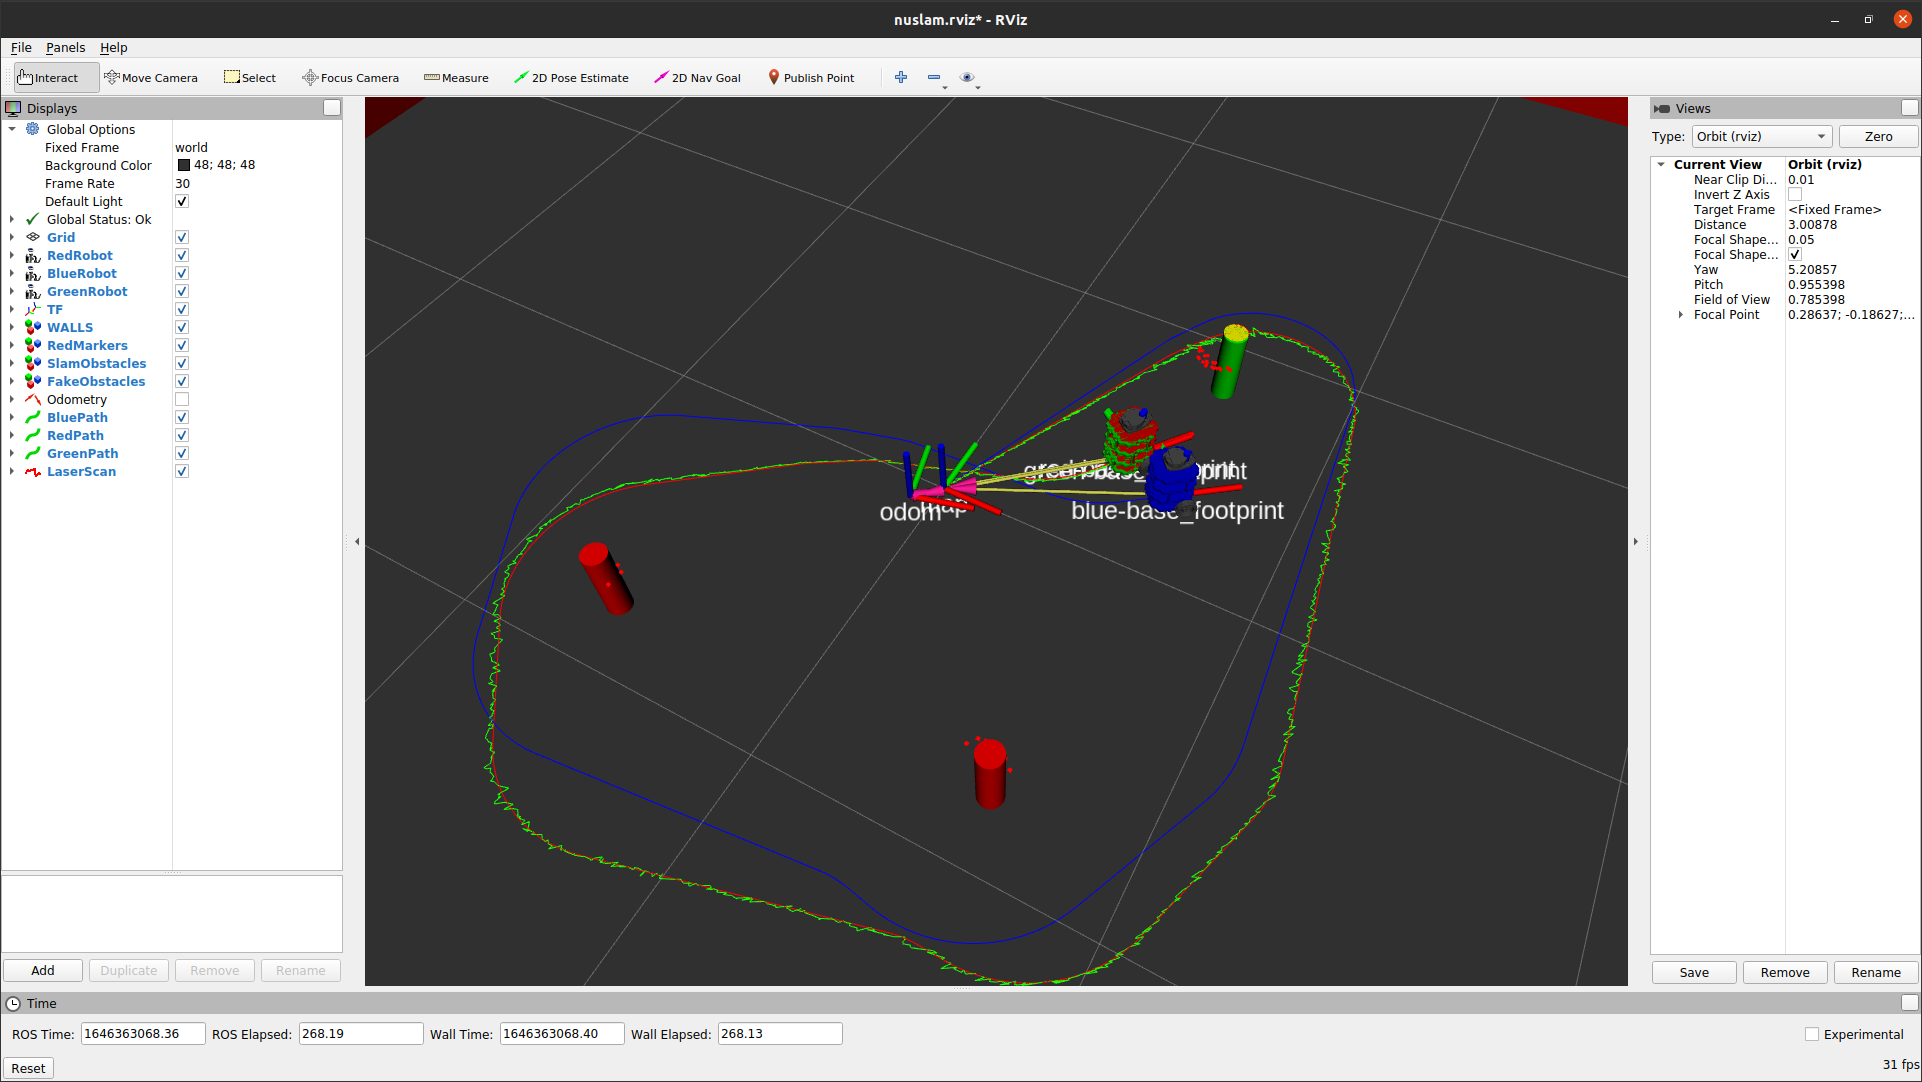 nuslam.rviz* - RViz
File Panels Help
Interact Move Camera Select Focus Camera Measure 2D Pose Estimate 2D Nav Goal Publish Point
Displays
Global Options
Fixed Frame world
Background Color 48; 48; 48
Frame Rate 30
Default Light
Global Status: Ok
Grid
RedRobot
BlueRobot
GreenRobot
TF
WALLS
RedMarkers
SlamObstacles
FakeObstacles
Odometry
BluePath
RedPath
GreenPath
LaserScan
Add Duplicate Remove Rename
odom map
blue-base_footprint
Views
Type: Orbit (rviz) Zero
Current View Orbit (rviz)
Near Clip Di... 0.01
Invert Z Axis
Target Frame <Fixed Frame>
Distance 3.00878
Focal Shape... 0.05
Focal Shape...
Yaw 5.20857
Pitch 0.955398
Field of View 0.785398
Focal Point 0.28637; -0.18627;...
Save Remove Rename
Time
ROS Time: 1646363068.36 ROS Elapsed: 268.19 Wall Time: 1646363068.40 Wall Elapsed: 268.13 Experimental
Reset 31 fps